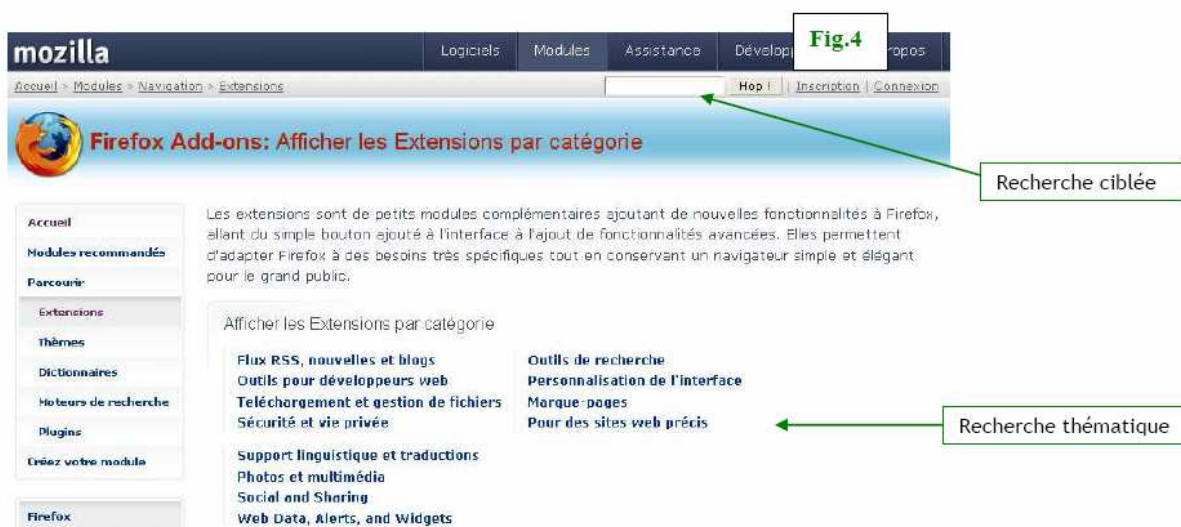 Fig.4
mozilla
Logiciels Modules Assistance Développ ropos
Accueil > Modules > Navigation > Extensions
Hop ! | Inscription | Connexion
Firefox Add-ons: Afficher les Extensions par catégorie
Recherche ciblée
Les extensions sont de petits modules complémentaires ajoutant de nouvelles fonctionnalités à Firefox,
allant du simple bouton ajouté à l'interface à l'ajout de fonctionnalités avancées. Elles permettent
d'adapter Firefox à des besoins très spécifiques tout en conservant un navigateur simple et élégant
pour le grand public.
Accueil
Modules recommandés
Parcourir
Extensions
Thèmes
Dictionnaires
Moteurs de recherche
Plugins
Créez votre module
Firefox
Afficher les Extensions par catégorie
Flux RSS, nouvelles et blogs
Outils pour développeurs web
Teléchargement et gestion de fichiers
Sécurité et vie privée
Support linguistique et traductions
Photos et multimédia
Social and Sharing
Web Data, Alerts, and Widgets
Outils de recherche
Personnalisation de l'interface
Marque-pages
Pour des sites web précis
Recherche thématique